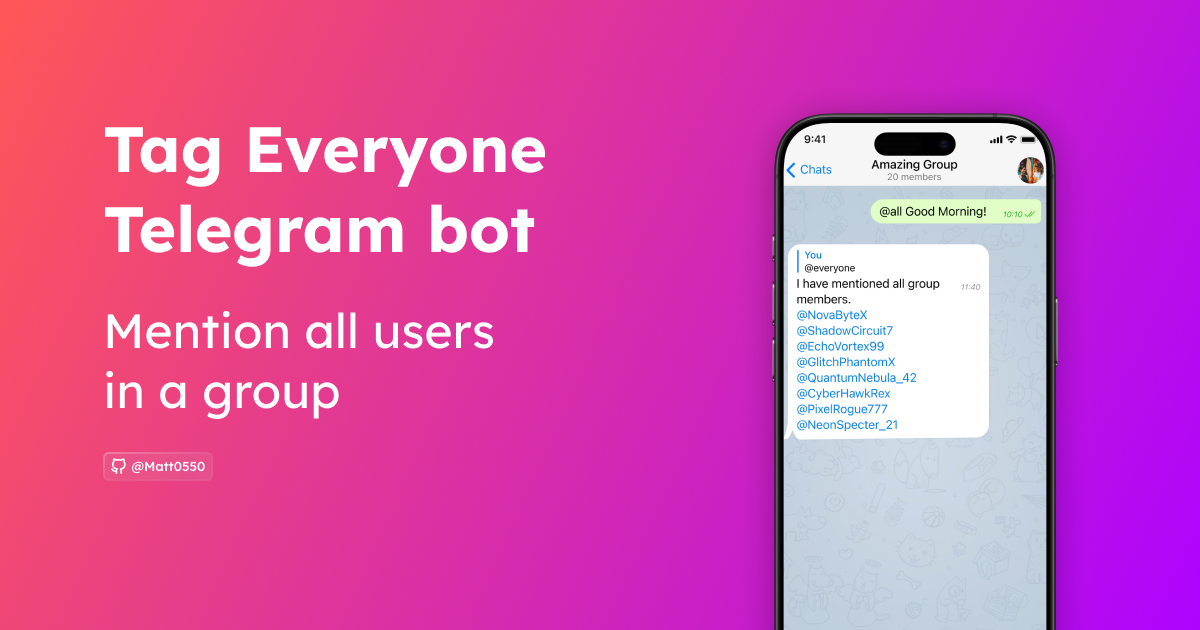 Tag Everyone
Telegram bot
Mention all users
in a group
@Matt0550
9:41
Chats
Amazing Group
20 members
@all Good Morning! 10:10
You
@everyone
I have mentioned all group 11:40
members.
@NovaByteX
@ShadowCircuit7
@EchoVortex99
@GlitchPhantomX
@QuantumNebula_42
@CyberHawkRex
@PixelRogue777
@NeonSpecter_21